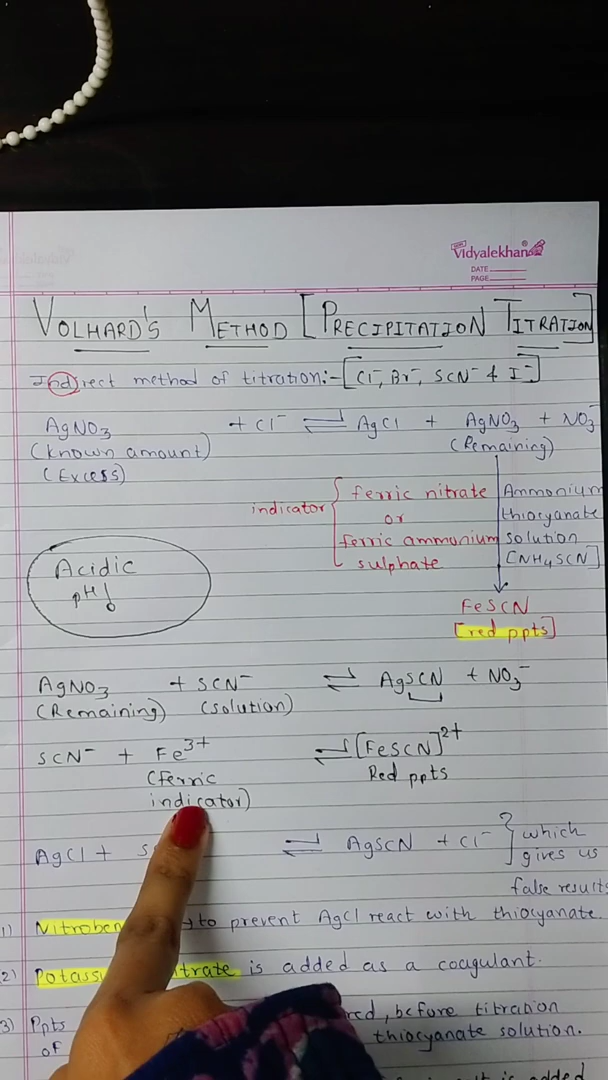 Vidyalekhan
DATE
PAGE
VOLHARD'S METHOD [PRECIPITATION TITRATION]
Indirect method of titration:- [Cl⁻, Br⁻, SCN⁻ & I⁻]
AgNO₃ + Cl⁻ ⇌ AgCl + AgNO₃ + NO₃⁻
(Known amount) (Remaining)
(Excess)
indicator { ferric nitrate or ferric ammonium sulphate
Ammonium
thiocyanate
solution
[NH₄SCN]
Acidic
pH
FeSCN
[red ppts]
AgNO₃ + SCN⁻ ⇌ AgSCN + NO₃⁻
(Remaining) (solution)
SCN⁻ + Fe³⁺ ⇌ [FeSCN]²⁺
(ferric Red ppts
indicator)
AgCl + S ⇌ AgSCN + Cl⁻ } which
gives us
false results
1) Nitroben → to prevent AgCl react with thiocyanate.
2) Potassi trate is added as a coagulant.
3) Ppts red, before titration
of thiocyanate solution.
is added